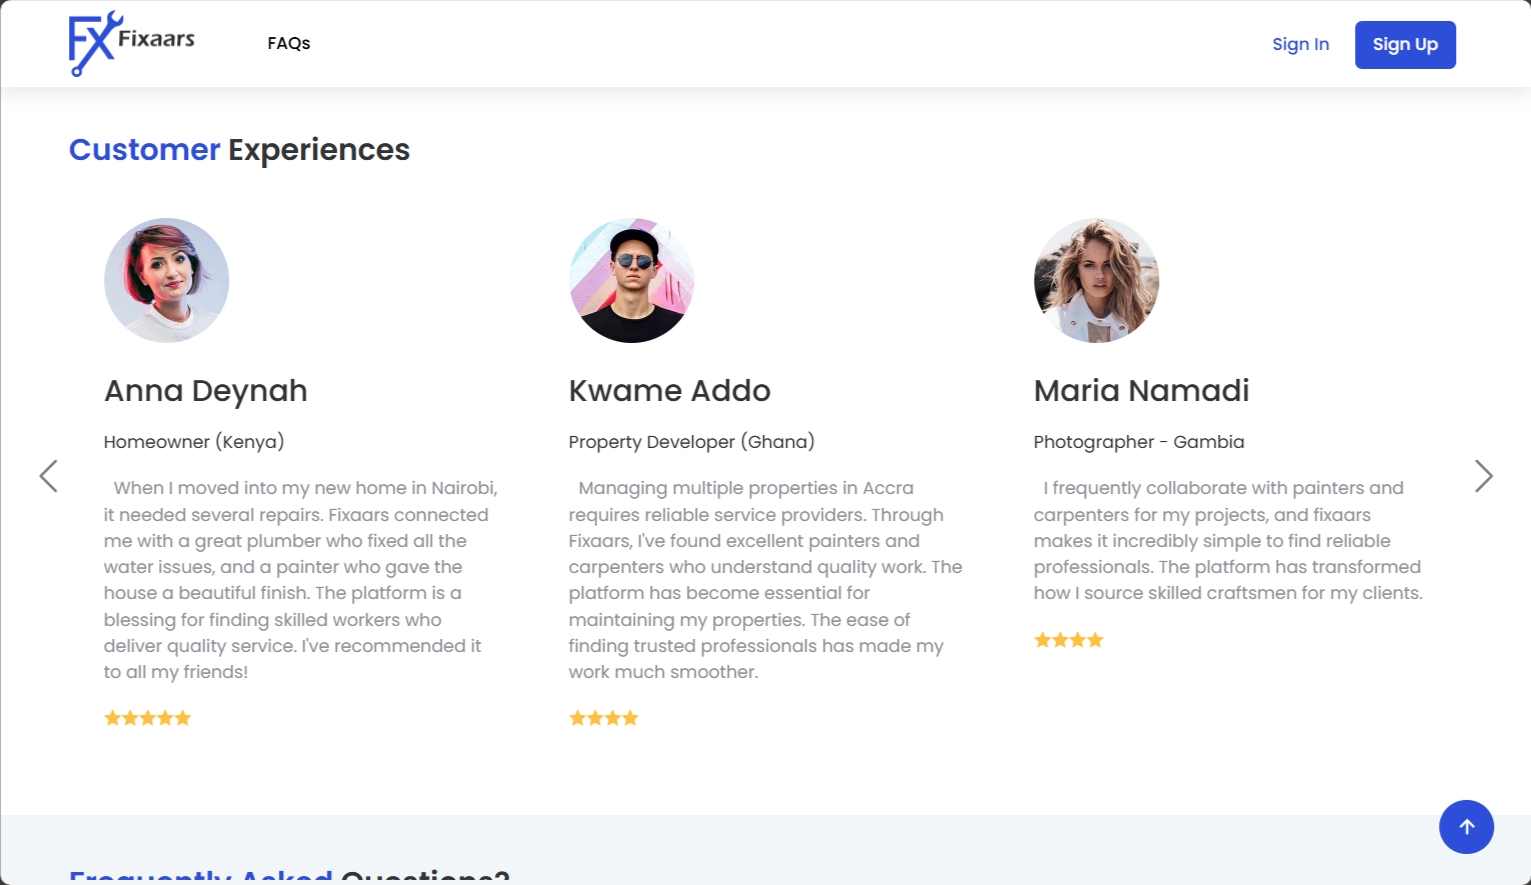 FX Fixaars
FAQs
Sign In
Sign Up
Customer Experiences
Anna Deynah
Homeowner (Kenya)
When I moved into my new home in Nairobi,
it needed several repairs. Fixaars connected
me with a great plumber who fixed all the
water issues, and a painter who gave the
house a beautiful finish. The platform is a
blessing for finding skilled workers who
deliver quality service. I've recommended it
to all my friends!
Kwame Addo
Property Developer (Ghana)
Managing multiple properties in Accra
requires reliable service providers. Through
Fixaars, I've found excellent painters and
carpenters who understand quality work. The
platform has become essential for
maintaining my properties. The ease of
finding trusted professionals has made my
work much smoother.
Maria Namadi
Photographer - Gambia
I frequently collaborate with painters and
carpenters for my projects, and fixaars
makes it incredibly simple to find reliable
professionals. The platform has transformed
how I source skilled craftsmen for my clients.
Frequently Asked Questions?